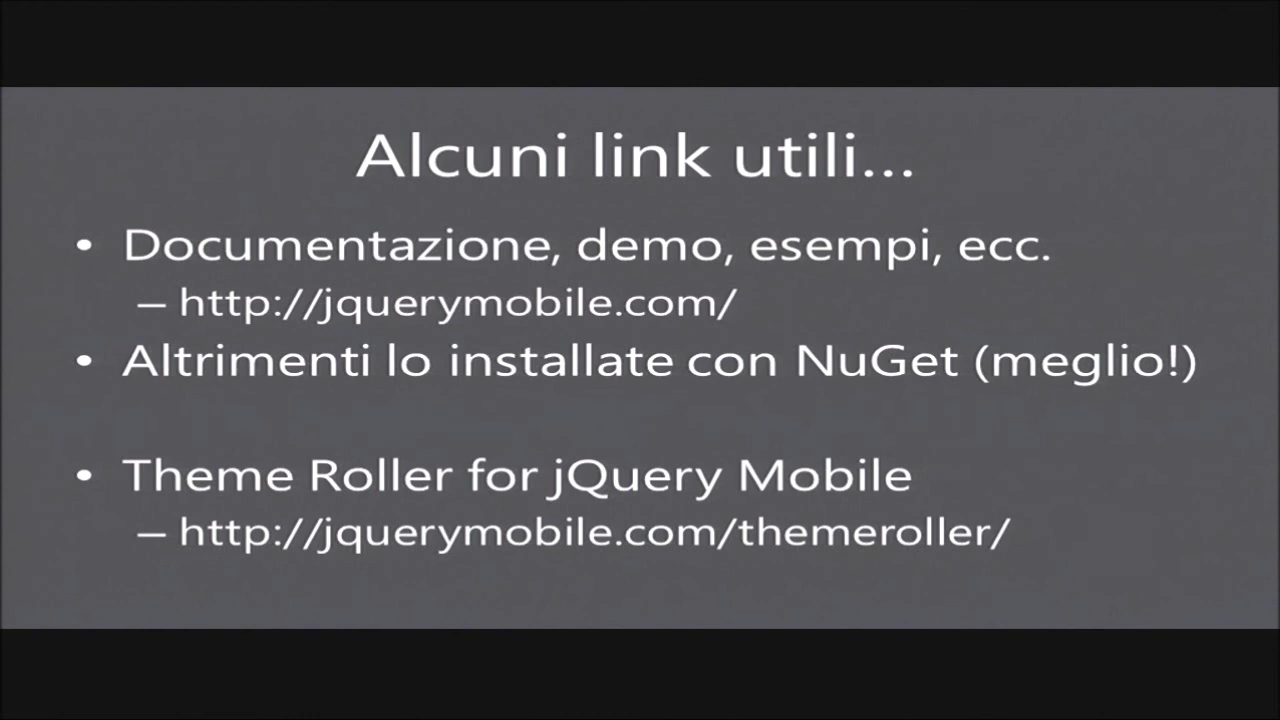 Alcuni link utili...
• Documentazione, demo, esempi, ecc.
– http://jquerymobile.com/
• Altrimenti lo installate con NuGet (meglio!)
• Theme Roller for jQuery Mobile
– http://jquerymobile.com/themeroller/